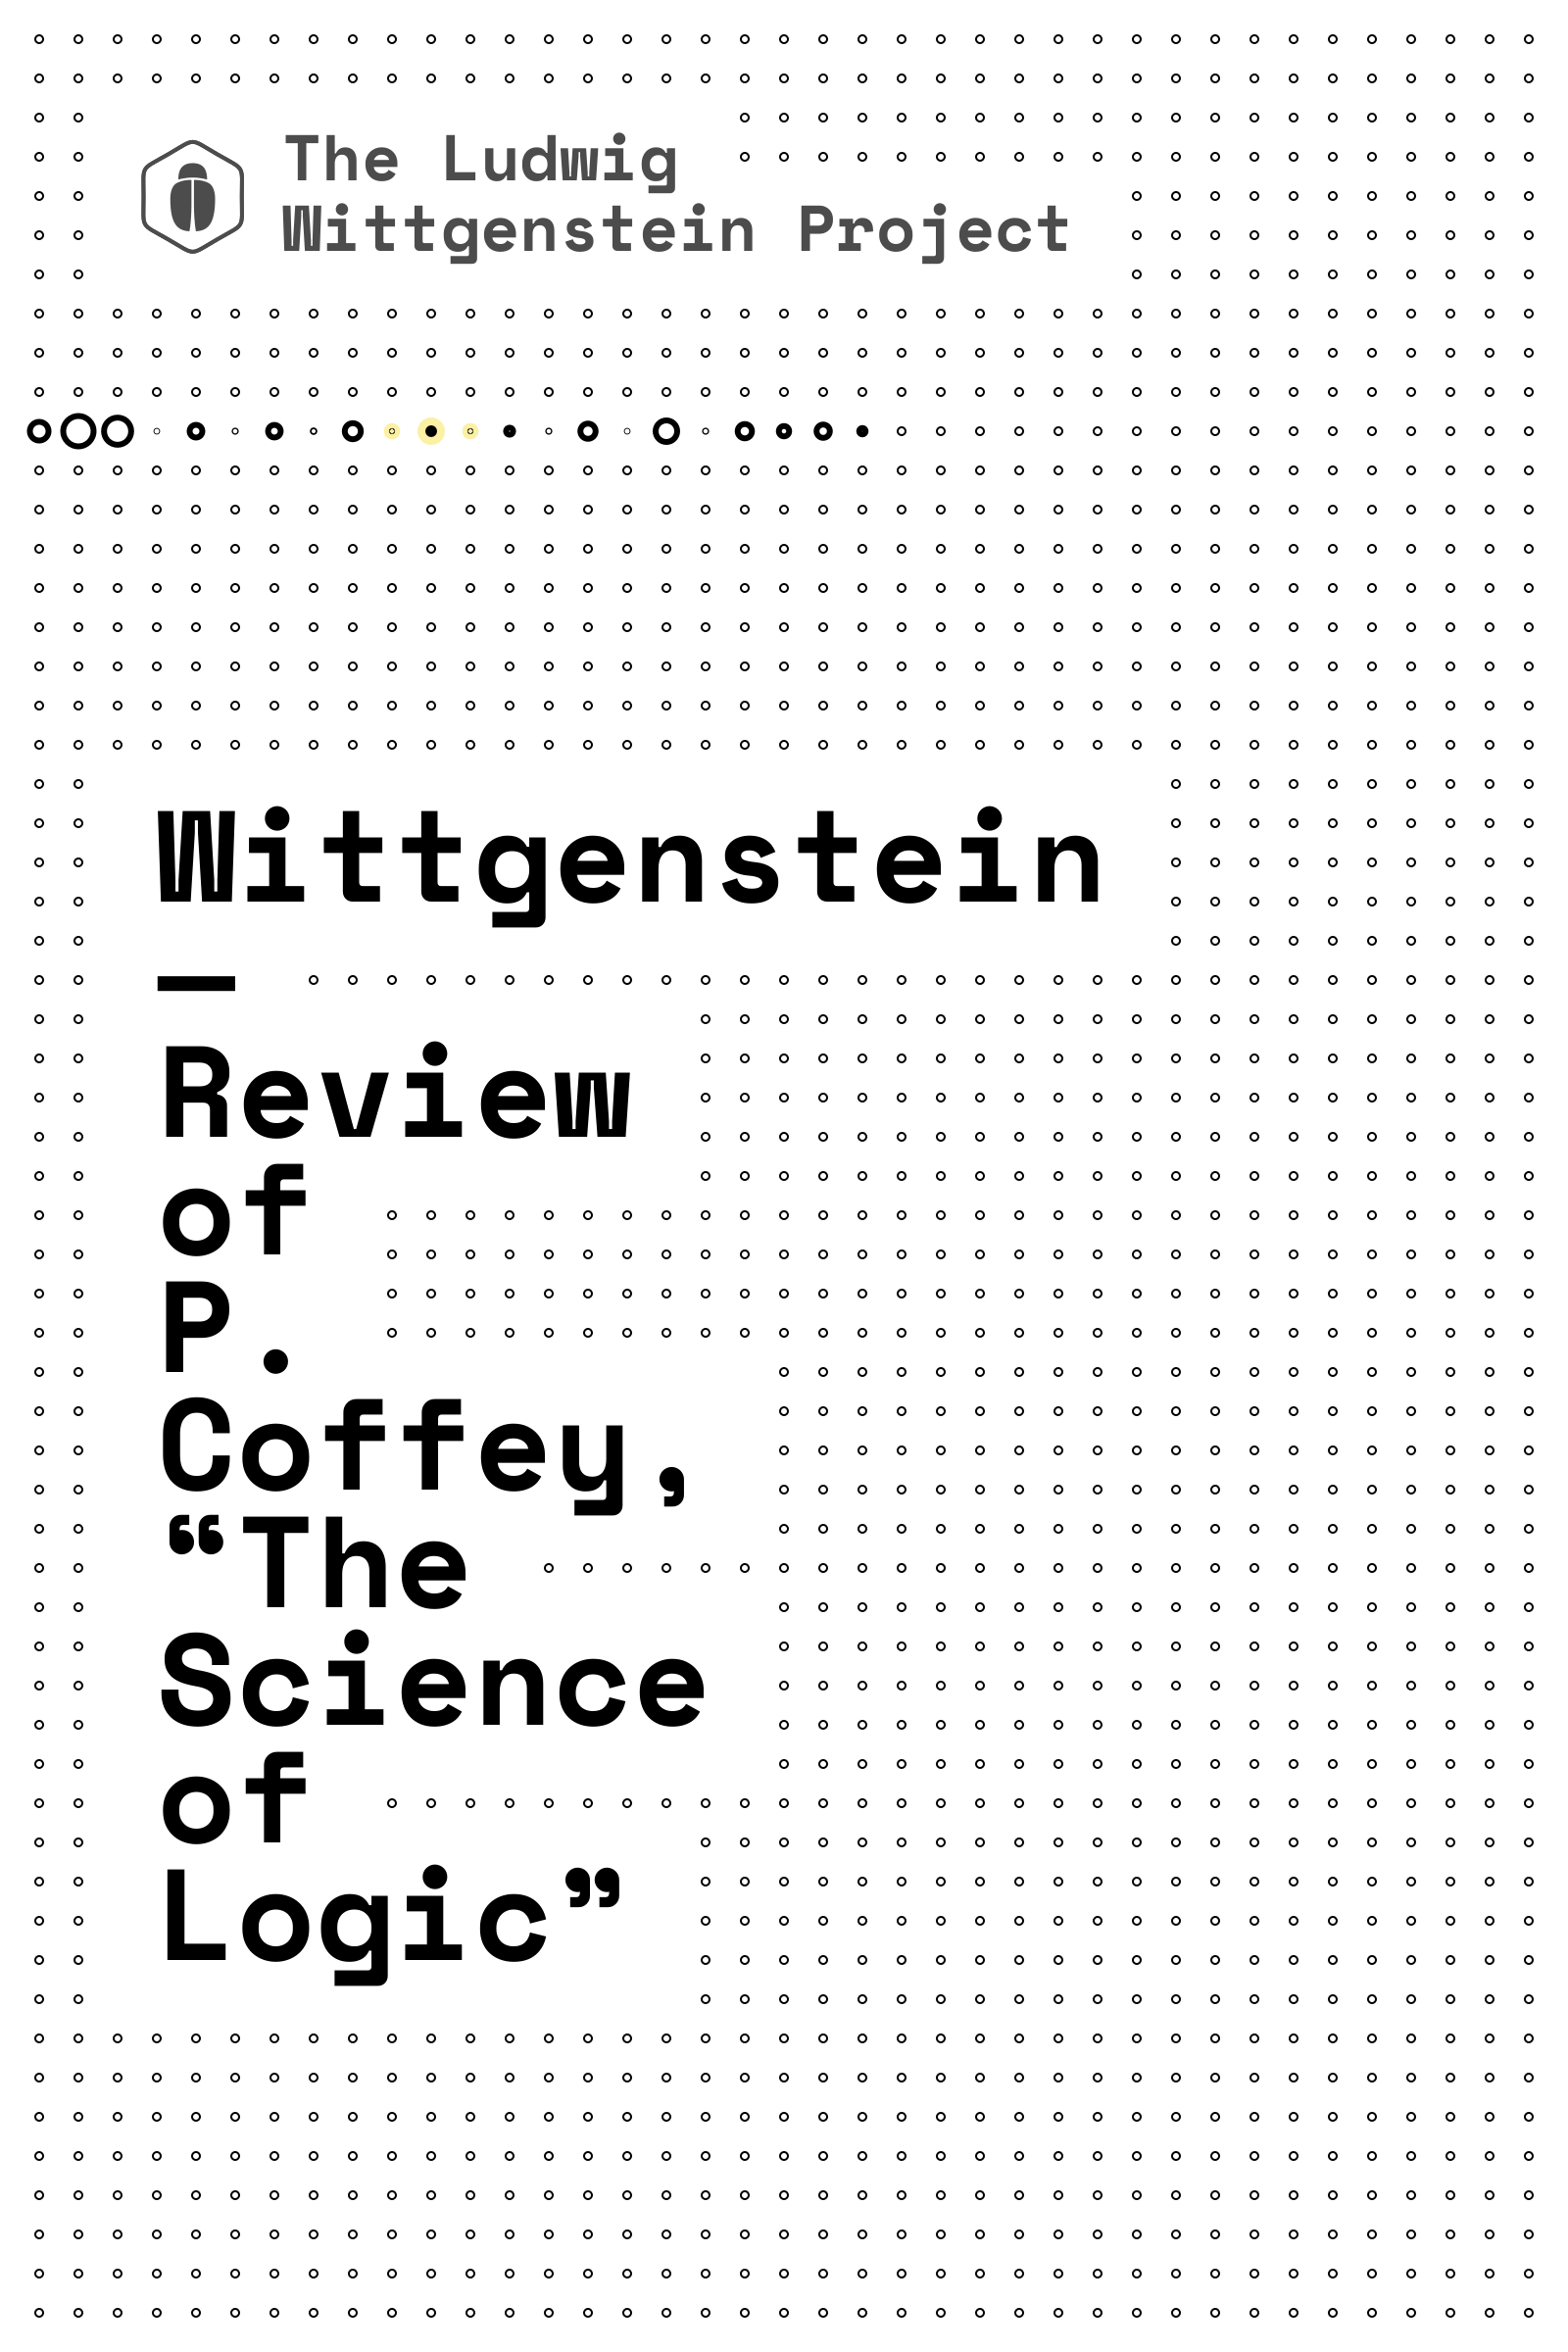 The Ludwig
Wittgenstein Project
Wittgenstein
—
Review
of
P.
Coffey,
“The
Science
of
Logic”